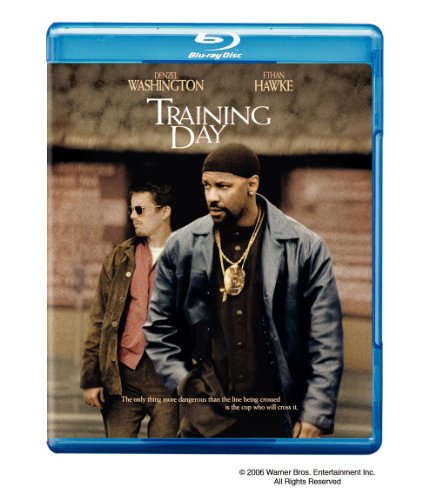 Blu-ray Disc
DENZEL ETHAN
WASHINGTON HAWKE
TRAINING
DAY
The only thing more dangerous than the line being crossed
is the cop who will cross it.
© 2006 Warner Bros. Entertainment Inc.
All Rights Reserved